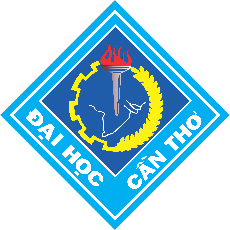 ĐẠI HỌC
CẦN THƠ